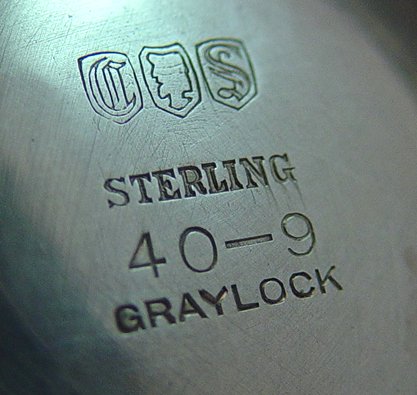 C S
STERLING
40-9
GRAYLOCK